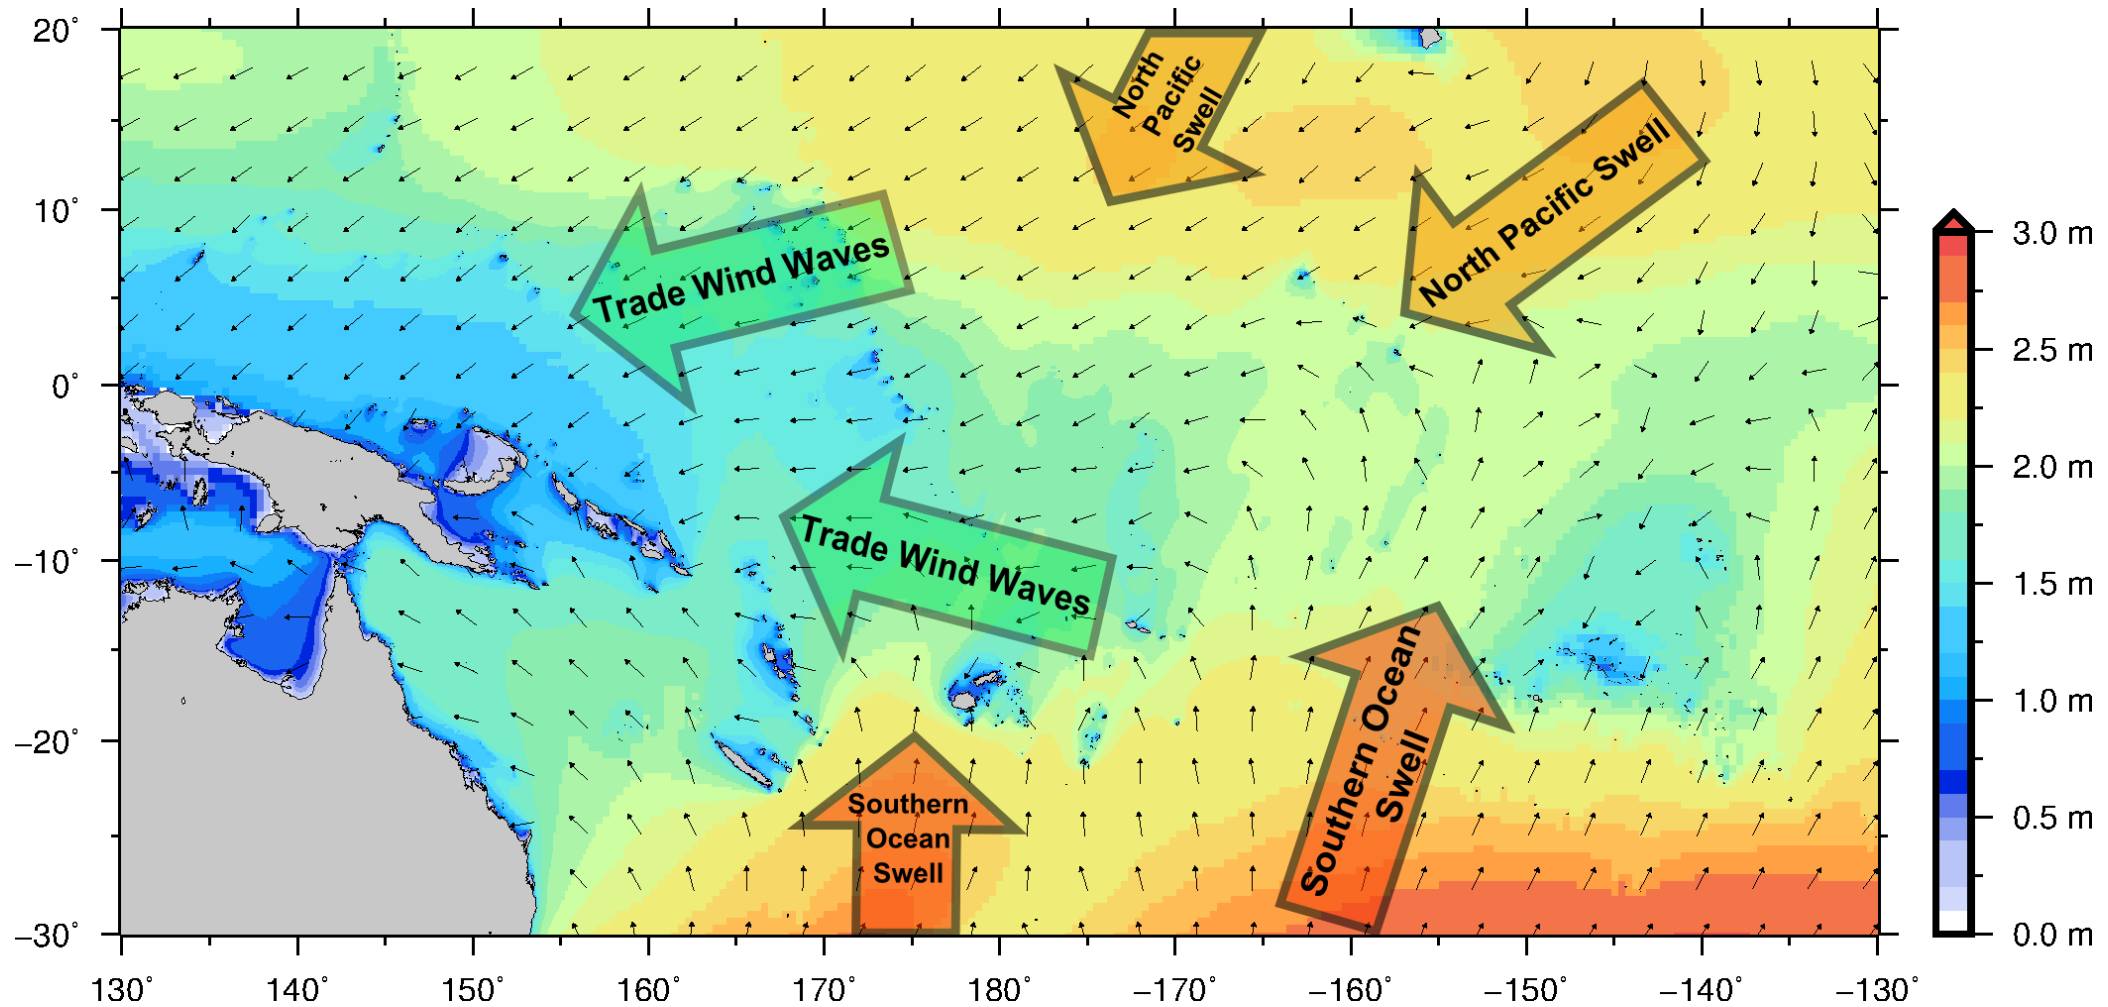 20°
10°
0°
−10°
−20°
−30°
130°
140°
150°
160°
170°
180°
−170°
−160°
−150°
−140°
−130°
North
Pacific
Swell
North Pacific Swell
Trade Wind Waves
Trade Wind Waves
Southern
Ocean
Swell
Southern Ocean
Swell
3.0 m
2.5 m
2.0 m
1.5 m
1.0 m
0.5 m
0.0 m